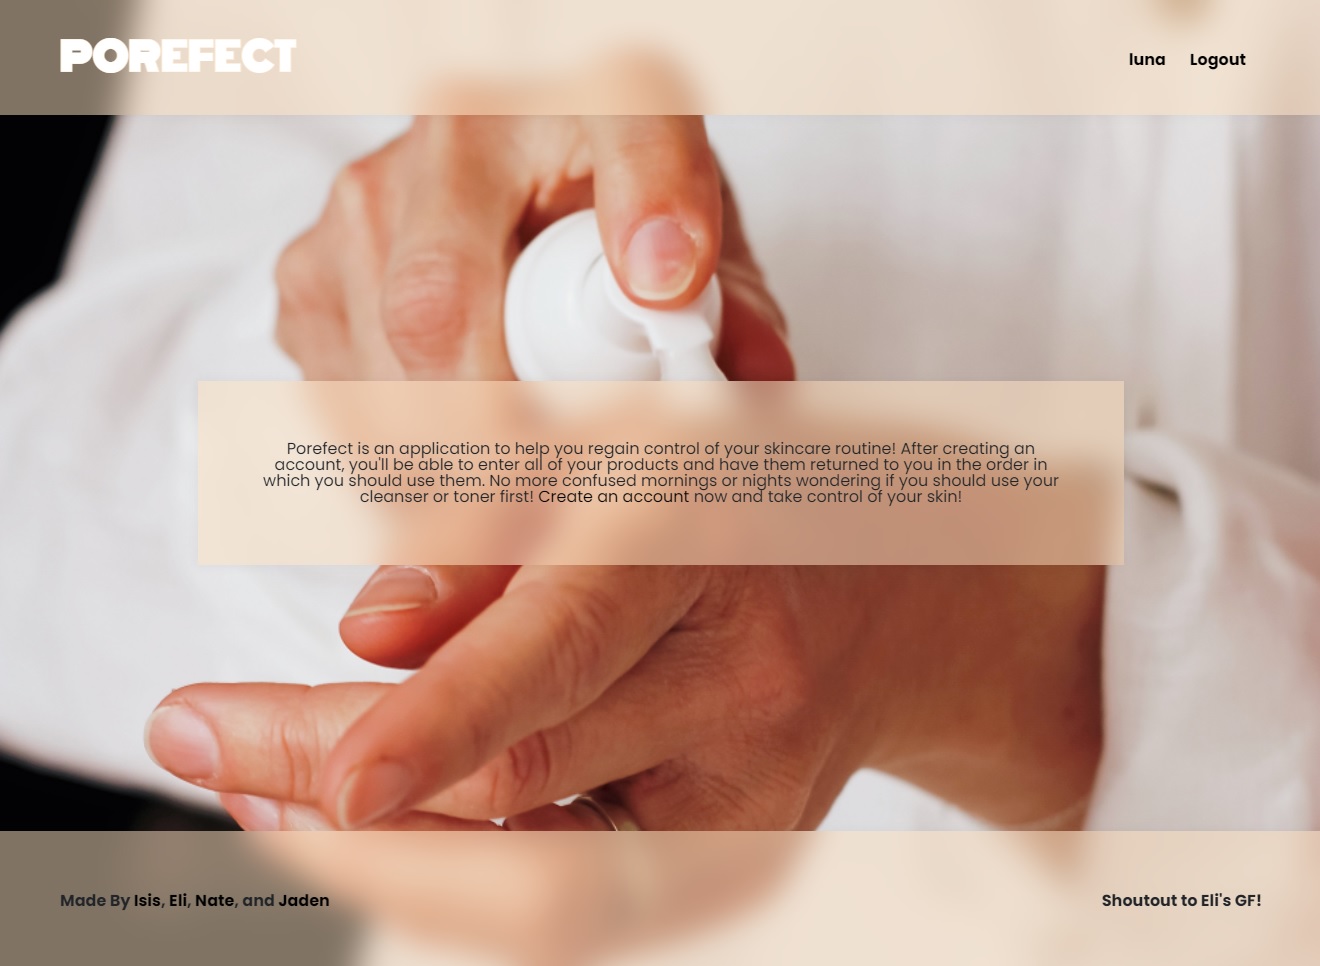 POREFECT
luna Logout
Porefect is an application to help you regain control of your skincare routine! After creating an
account, you'll be able to enter all of your products and have them returned to you in the order in
which you should use them. No more confused mornings or nights wondering if you should use your
cleanser or toner first! Create an account now and take control of your skin!
Made By Isis, Eli, Nate, and Jaden
Shoutout to Eli's GF!